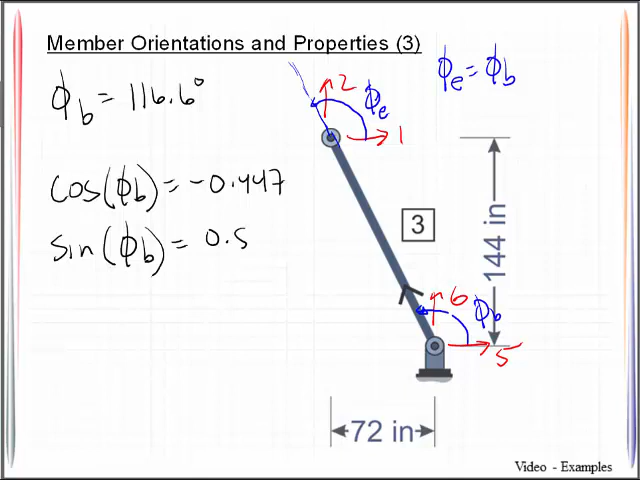 Member Orientations and Properties (3)
ϕb = 116.6°
ϕe = ϕb
cos(ϕb) = -0.447
sin(ϕb) = 0.5
2
ϕe
1
3
144 in
6
ϕb
5
72 in
Video - Examples